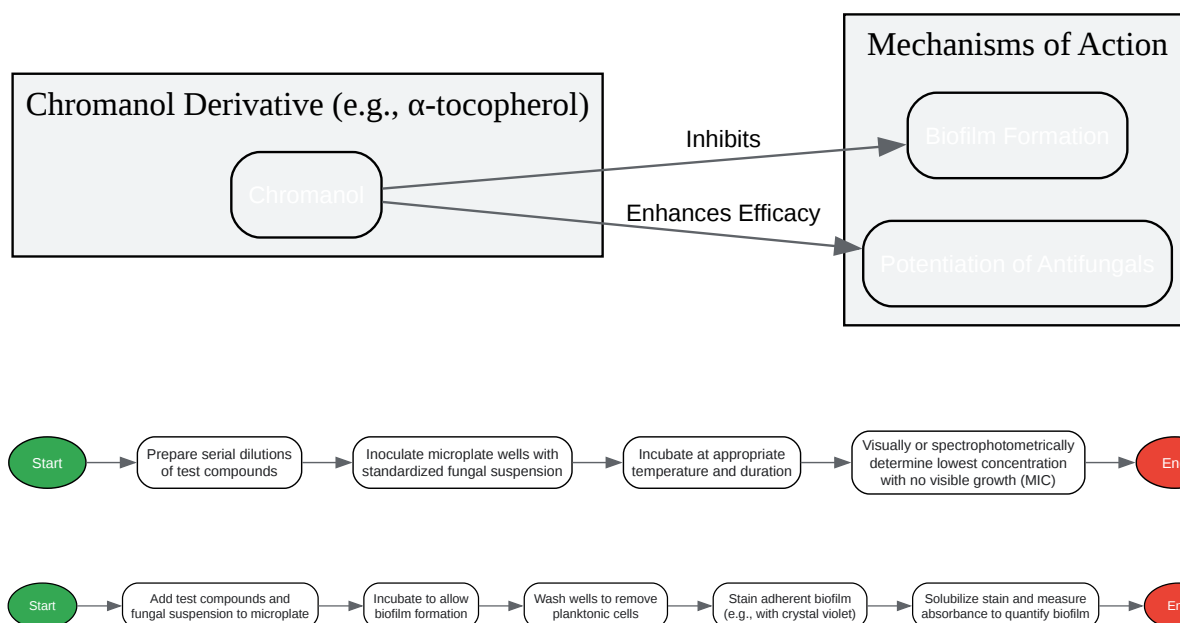 Mechanisms of Action
Chromanol Derivative (e.g., α-tocopherol)
Inhibits
Biofilm Formation
Chromanol
Enhances Efficacy
Potentiation of Antifungals
Start
Prepare serial dilutions
of test compounds
Inoculate microplate wells with
standardized fungal suspension
Incubate at appropriate
temperature and duration
Visually or spectrophotometrically
determine lowest concentration
with no visible growth (MIC)
En
Start
Add test compounds and
fungal suspension to microplate
Incubate to allow
biofilm formation
Wash wells to remove
planktonic cells
Stain adherent biofilm
(e.g., with crystal violet)
Solubilize stain and measure
absorbance to quantify biofilm
En